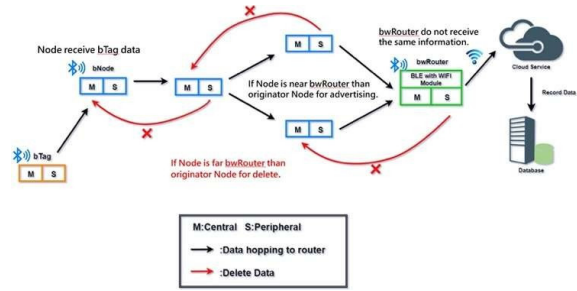 Node receive bTag data
bNode
M S
M S
M S
M S
bwRouter do not receive
the same information.
bwRouter
BLE with WIFI
Module
M S
Cloud Service
Record Data
Database
If Node is near bwRouter than
originator Node for advertising.
If Node is far bwRouter than
originator Node for delete.
bTag
M S
M:Central S:Peripheral
:Data hopping to router
:Delete Data